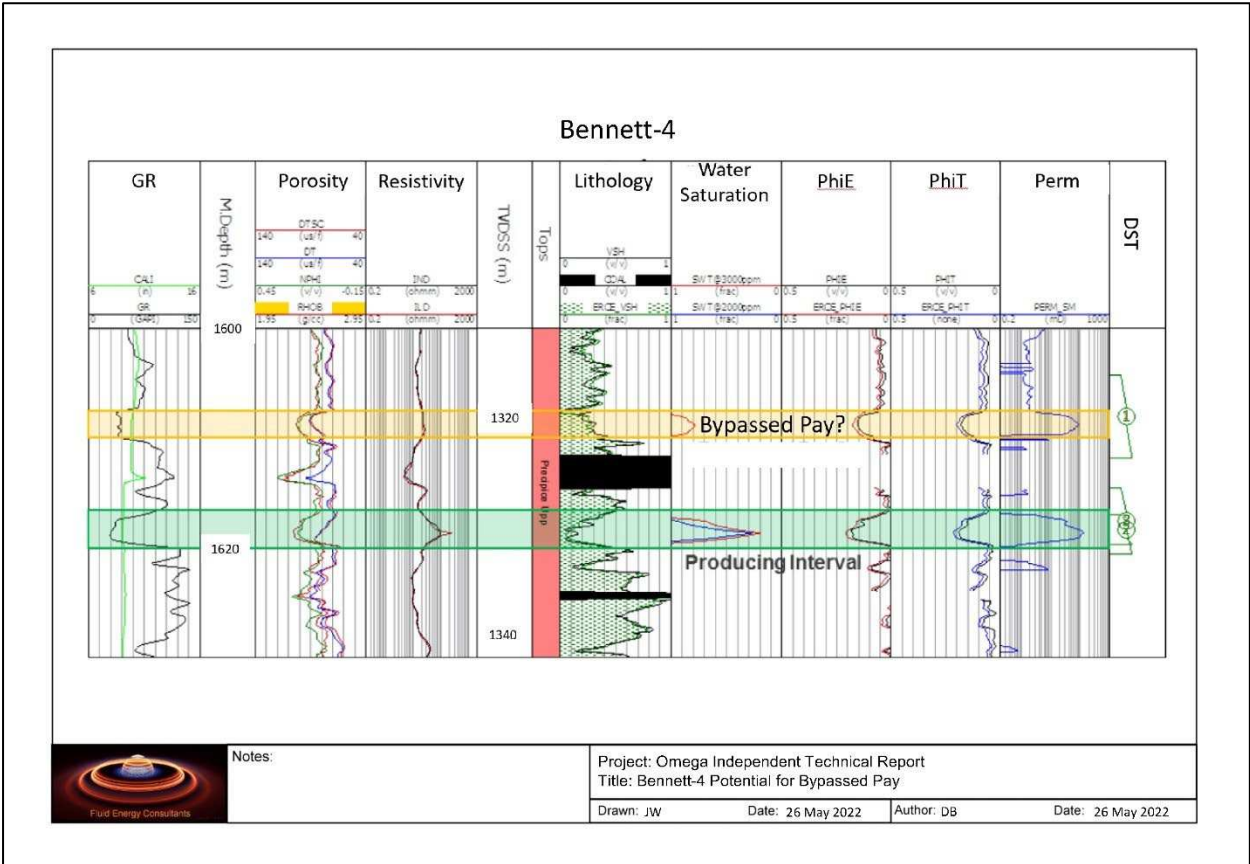 Bennett-4
GR
M.Depth (m)
Porosity
Resistivity
TVDSS (m)
Tops
Lithology
Water
Saturation
PhiE
PhiT
Perm
DST
CALI
6 (in) 16
GR
0 (GAPI) 150
DTSC
140 (us/f) 40
DT
140 (us/f) 40
NPHI
0.45 (v/v) -0.15
RHOB
1.95 (g/cc) 2.95
IND
0.2 (ohmm) 2000
ILD
0.2 (ohmm) 2000
VSH
0 (v/v) 1
COAL
0 (v/v) 1
ERCE_VSH
0 (frac) 1
SWT@3000ppm
1 (frac) 0
SWT@2000ppm
1 (frac) 0
PHIE
0.5 (v/v) 0
ERCE_PHIE
0.5 (frac) 0
PHIT
0.5 (v/v) 0
ERCE_PHIT
0.5 (none) 0
PERM_SM
0.2 (mD) 1000
1600
1320
Bypassed Pay?
1
Precipice Upp
2
1620
Producing Interval
1340
Fluid Energy Consultants
Notes:
Project: Omega Independent Technical Report
Title: Bennett-4 Potential for Bypassed Pay
Drawn: JW Date: 26 May 2022 Author: DB Date: 26 May 2022